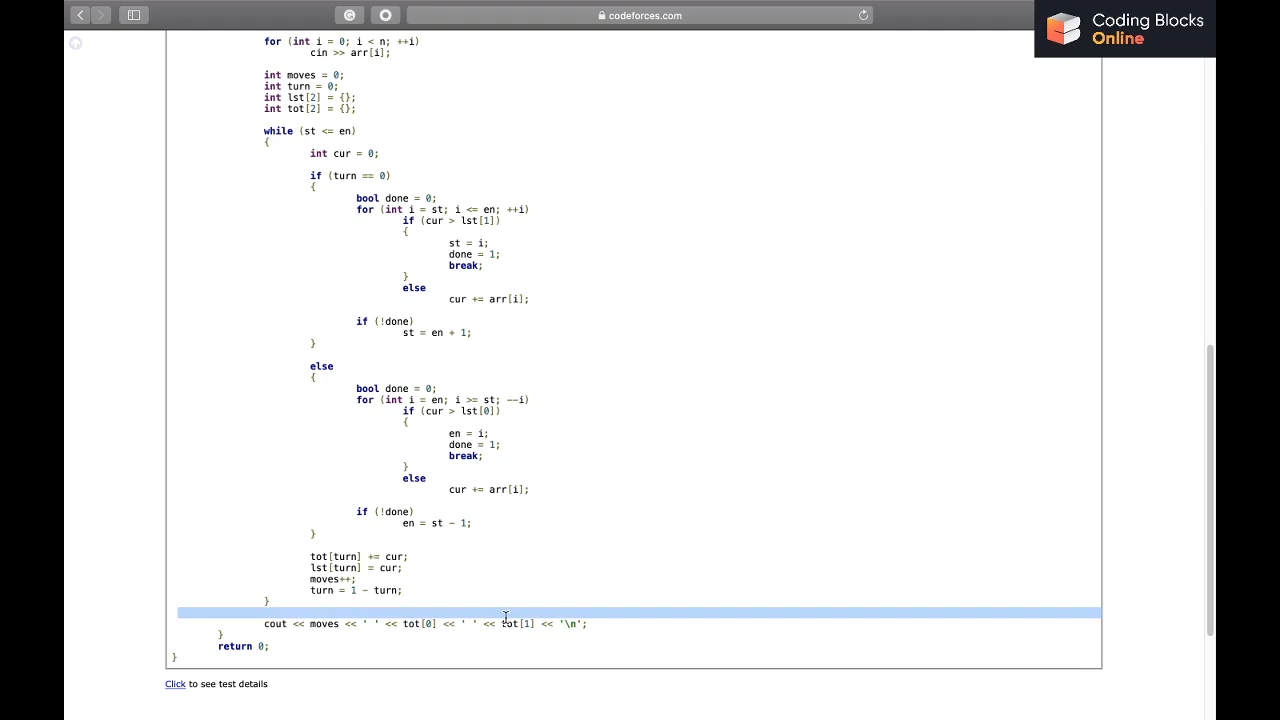 codeforces.com
Coding Blocks
Online
for (int i = 0; i < n; ++i)
cin >> arr[i];
int moves = 0;
int turn = 0;
int lst[2] = {};
int tot[2] = {};
while (st <= en)
{
int cur = 0;
if (turn == 0)
{
bool done = 0;
for (int i = st; i <= en; ++i)
if (cur > lst[1])
{
st = i;
done = 1;
break;
}
else
cur += arr[i];
if (!done)
st = en + 1;
}
else
{
bool done = 0;
for (int i = en; i >= st; --i)
if (cur > lst[0])
{
en = i;
done = 1;
break;
}
else
cur += arr[i];
if (!done)
en = st - 1;
}
tot[turn] += cur;
lst[turn] = cur;
moves++;
turn = 1 - turn;
}
cout << moves << ' ' << tot[0] << ' ' << tot[1] << '\n';
}
return 0;
}
Click to see test details